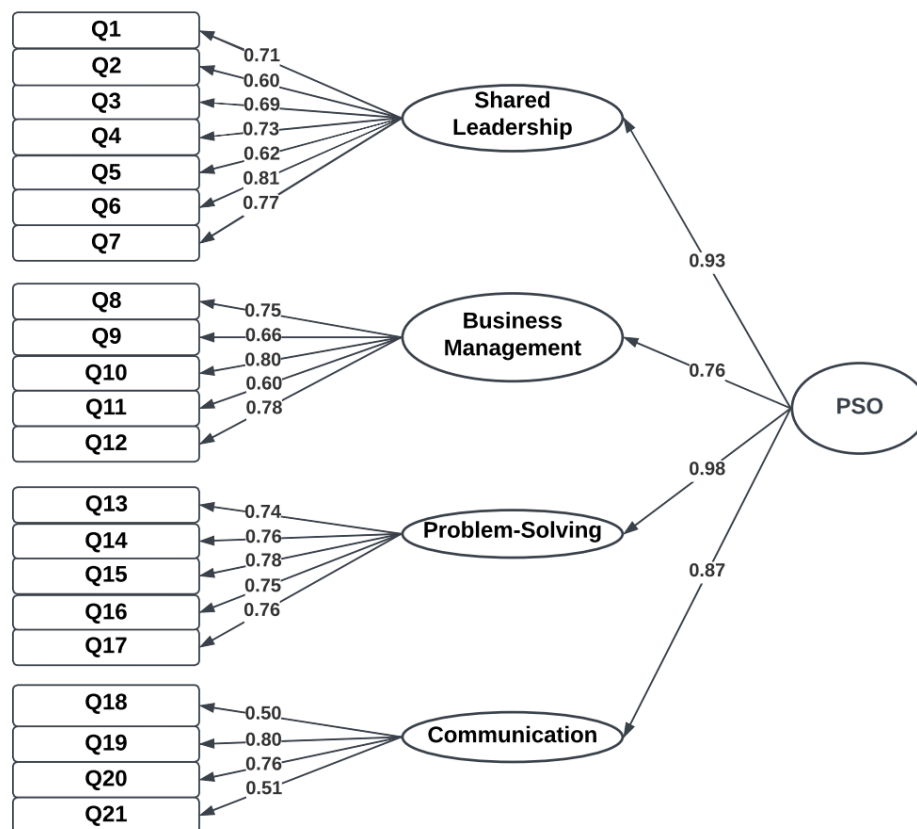 Q1
Q2
Q3
Q4
Q5
Q6
Q7
0.71
0.60
0.69
0.73
0.62
0.81
0.77
Shared
Leadership
Q8
Q9
Q10
Q11
Q12
0.75
0.66
0.80
0.60
0.78
Business
Management
Q13
Q14
Q15
Q16
Q17
0.74
0.76
0.78
0.75
0.76
Problem-Solving
Q18
Q19
Q20
Q21
0.50
0.80
0.76
0.51
Communication
0.93
0.76
0.98
0.87
PSO